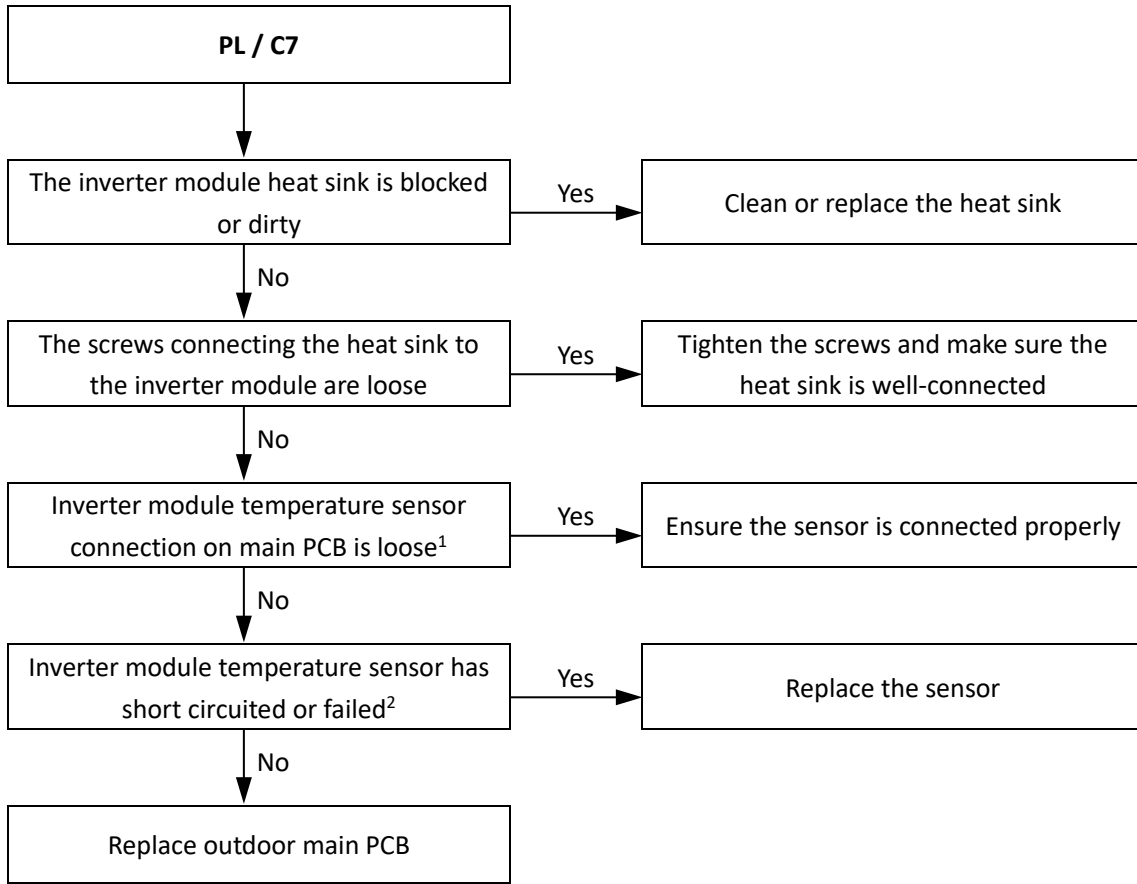 PL / C7
The inverter module heat sink is blocked
or dirty
Yes
Clean or replace the heat sink
No
The screws connecting the heat sink to
the inverter module are loose
Yes
Tighten the screws and make sure the
heat sink is well-connected
No
Inverter module temperature sensor
connection on main PCB is loose¹
Yes
Ensure the sensor is connected properly
No
Inverter module temperature sensor has
short circuited or failed²
Yes
Replace the sensor
No
Replace outdoor main PCB